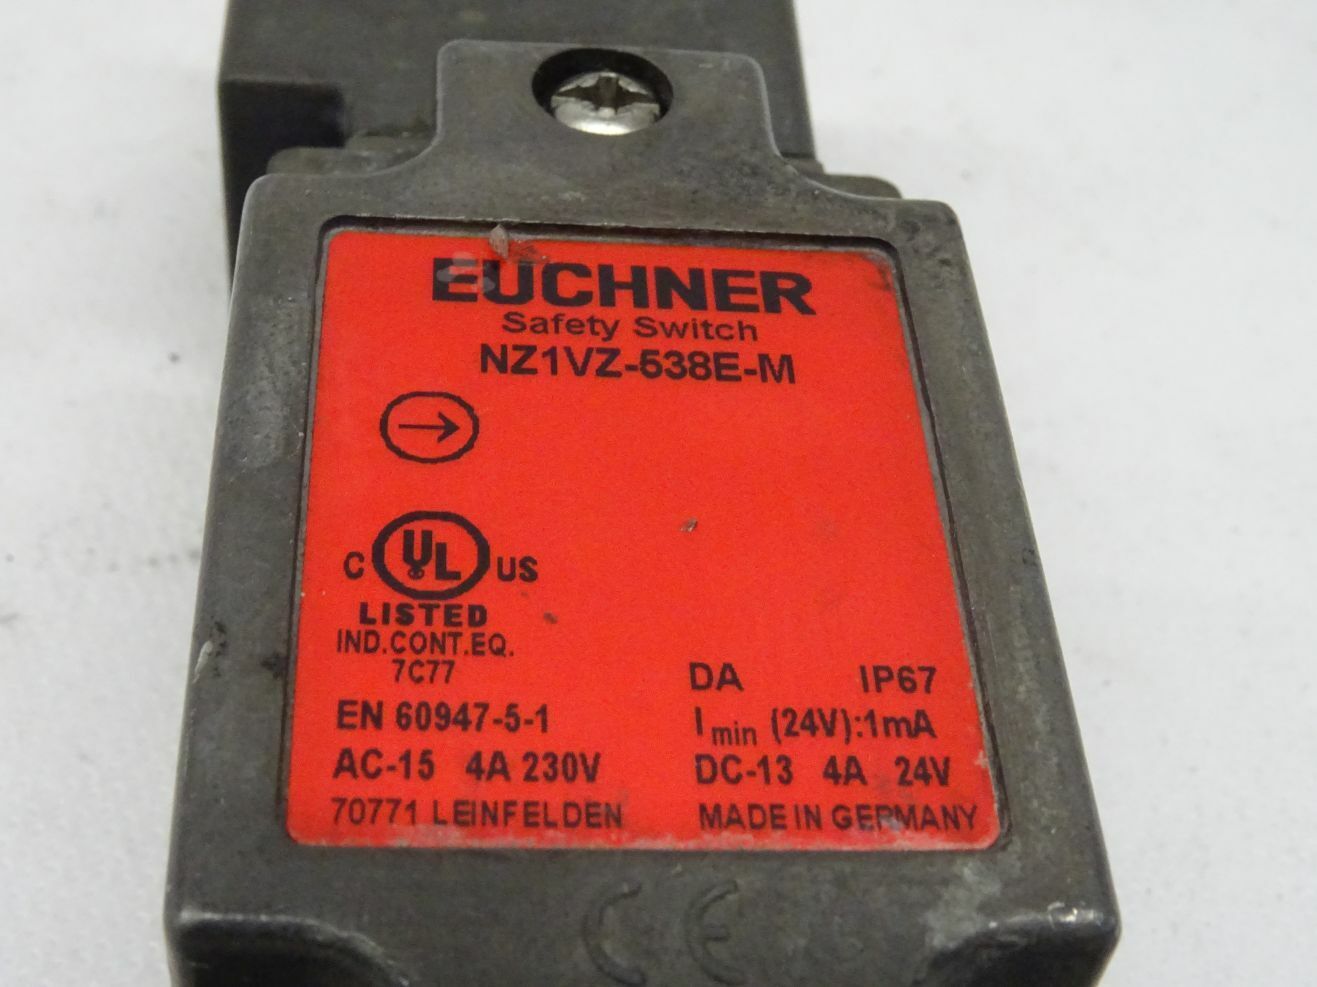 EUCHNER
Safety Switch
NZ1VZ-538E-M
C UL US
LISTED
IND.CONT.EQ.
7C77
DA IP67
EN 60947-5-1 Imin (24V):1mA
AC-15 4A 230V DC-13 4A 24V
70771 LEINFELDEN MADE IN GERMANY
CE